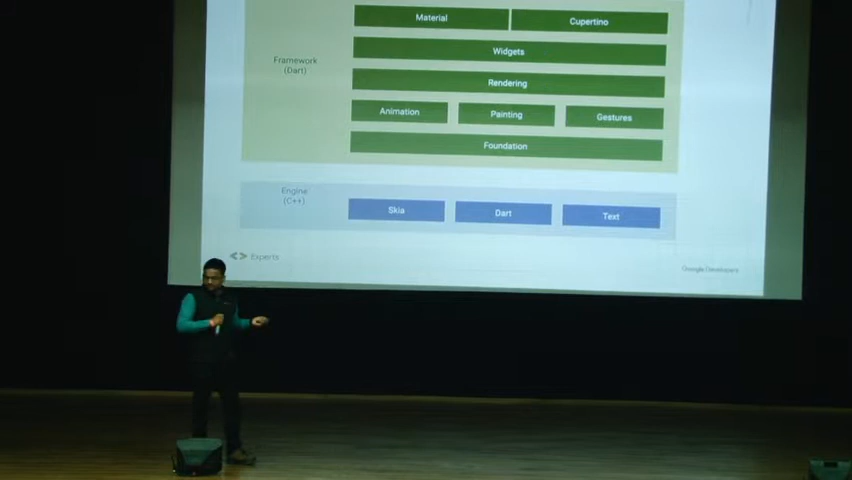 Material
Cupertino
Widgets
Framework
(Dart)
Rendering
Animation
Painting
Gestures
Foundation
Engine
(C++)
Skia
Dart
Text
<> Experts
Google Developers